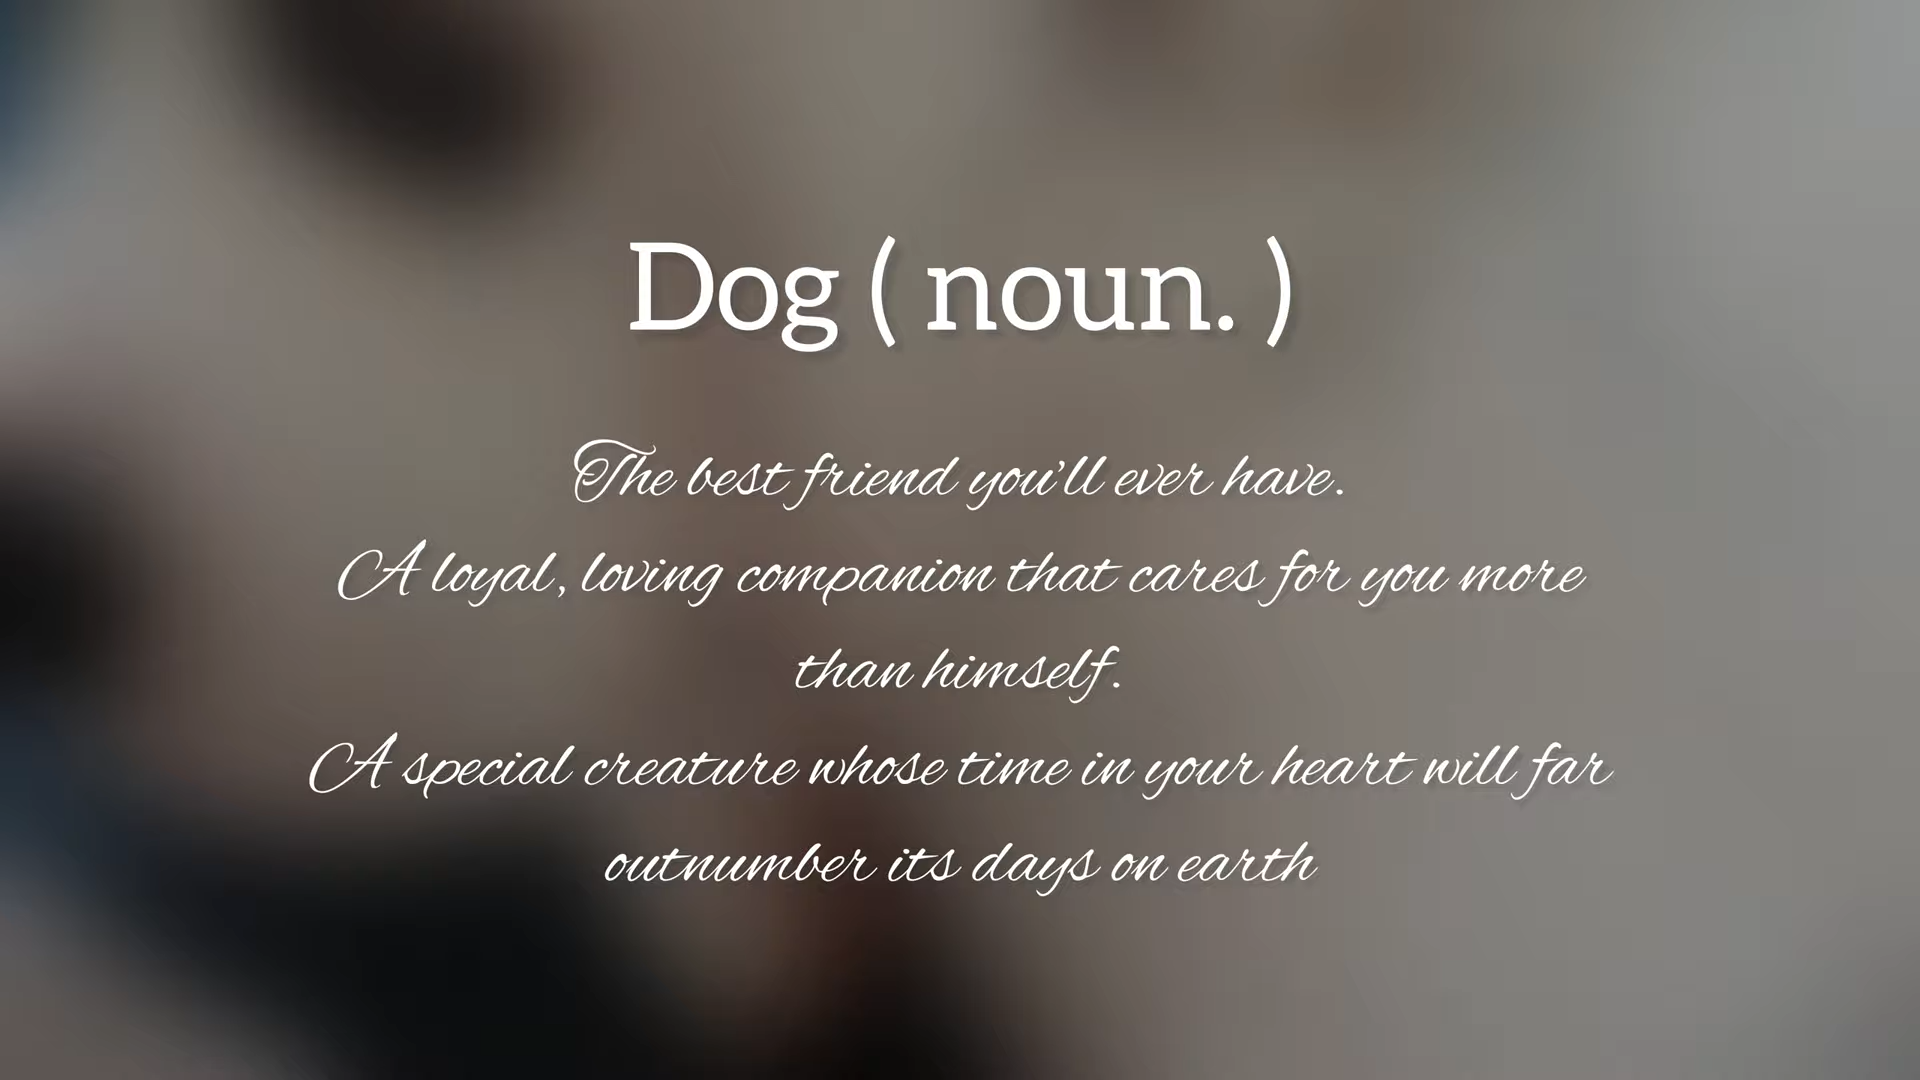 Dog ( noun. )
The best friend you'll ever have.
A loyal, loving companion that cares for you more
than himself.
A special creature whose time in your heart will far
outnumber its days on earth